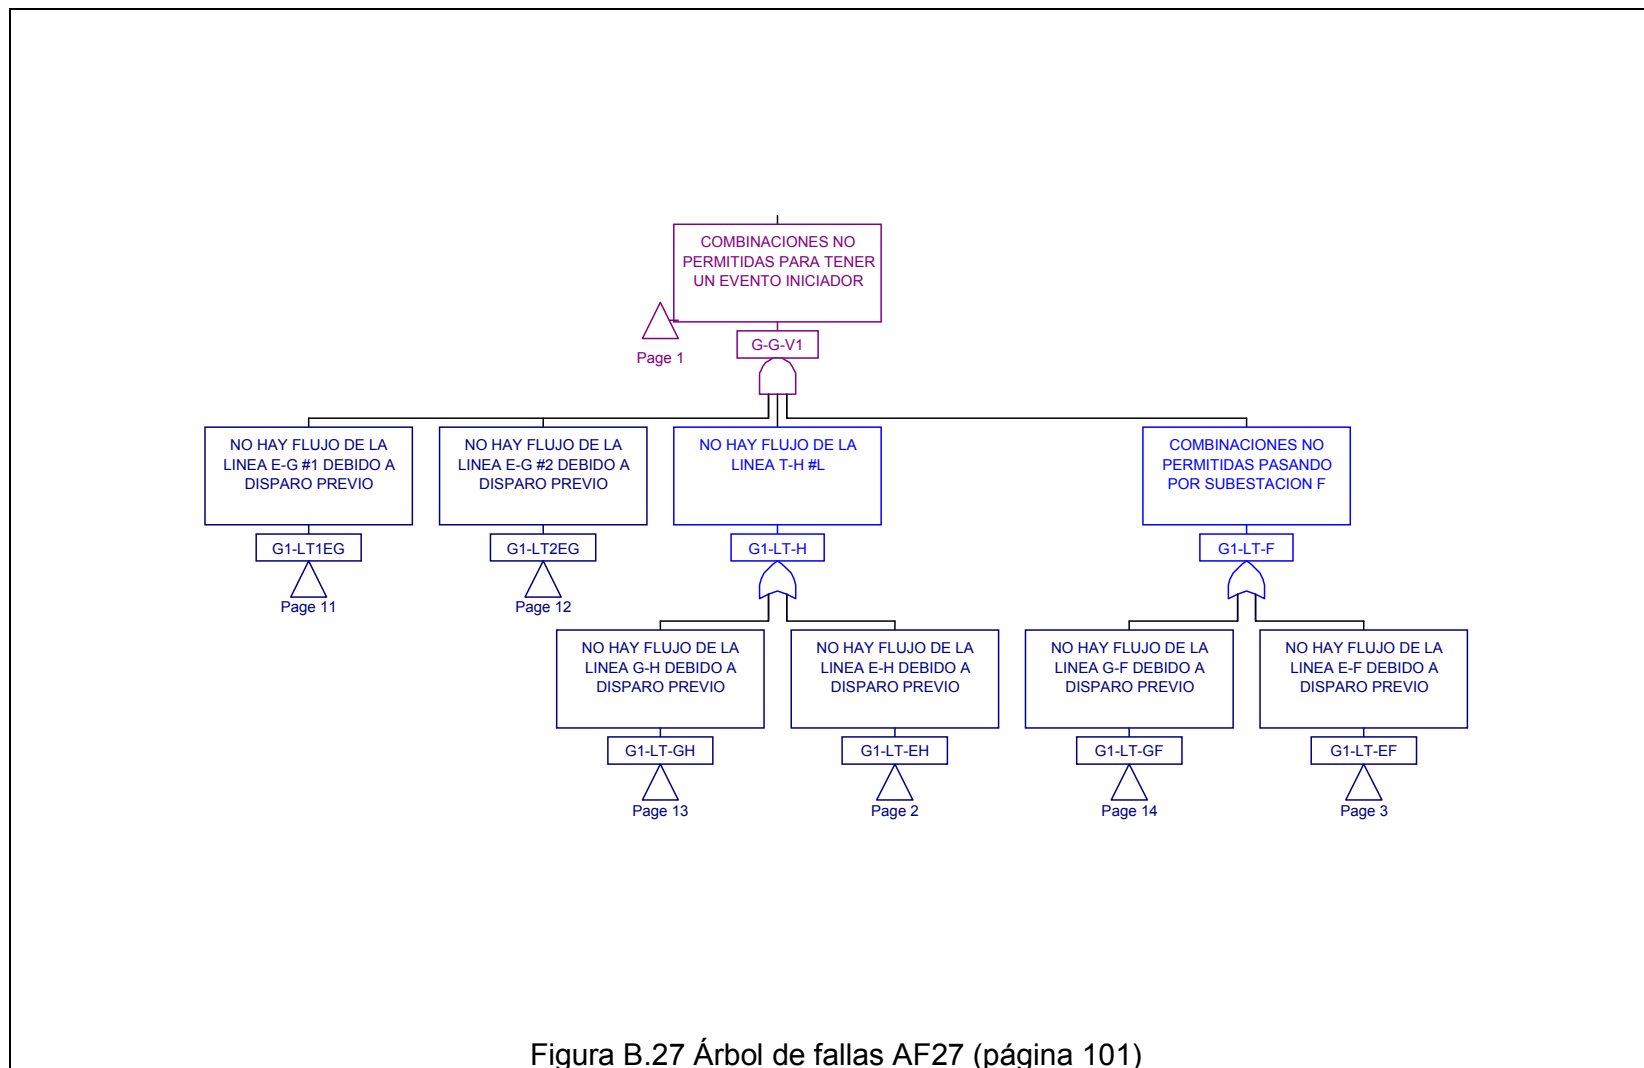 COMBINACIONES NO
PERMITIDAS PARA TENER
UN EVENTO INICIADOR
Page 1
G-G-V1
NO HAY FLUJO DE LA
LINEA E-G #1 DEBIDO A
DISPARO PREVIO
G1-LT1EG
Page 11
NO HAY FLUJO DE LA
LINEA E-G #2 DEBIDO A
DISPARO PREVIO
G1-LT2EG
Page 12
NO HAY FLUJO DE LA
LINEA T-H #L
G1-LT-H
COMBINACIONES NO
PERMITIDAS PASANDO
POR SUBESTACION F
G1-LT-F
NO HAY FLUJO DE LA
LINEA G-H DEBIDO A
DISPARO PREVIO
G1-LT-GH
Page 13
NO HAY FLUJO DE LA
LINEA E-H DEBIDO A
DISPARO PREVIO
G1-LT-EH
Page 2
NO HAY FLUJO DE LA
LINEA G-F DEBIDO A
DISPARO PREVIO
G1-LT-GF
Page 14
NO HAY FLUJO DE LA
LINEA E-F DEBIDO A
DISPARO PREVIO
G1-LT-EF
Page 3
Figura B.27 Árbol de fallas AF27 (página 101)